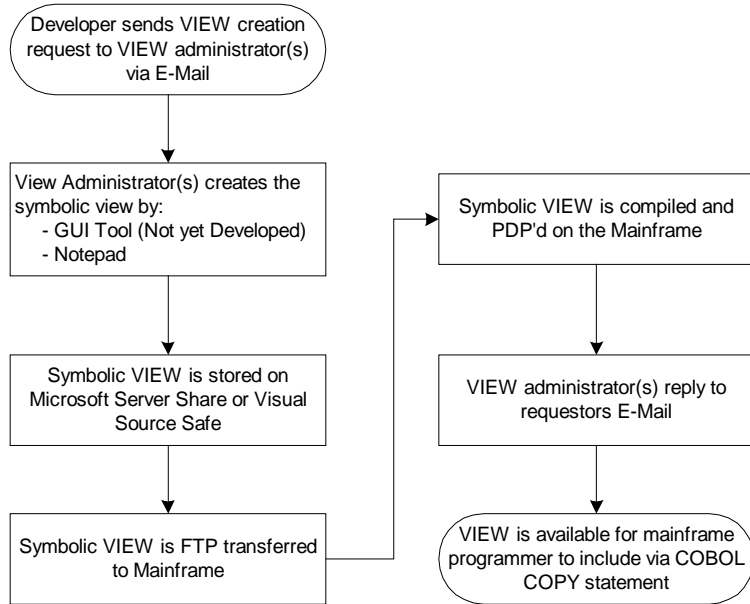 Developer sends VIEW creation
request to VIEW administrator(s)
via E-Mail
View Administrator(s) creates the
symbolic view by:
- GUI Tool (Not yet Developed)
- Notepad
Symbolic VIEW is stored on
Microsoft Server Share or Visual
Source Safe
Symbolic VIEW is FTP transferred
to Mainframe
Symbolic VIEW is compiled and
PDP'd on the Mainframe
VIEW administrator(s) reply to
requestors E-Mail
VIEW is available for mainframe
programmer to include via COBOL
COPY statement